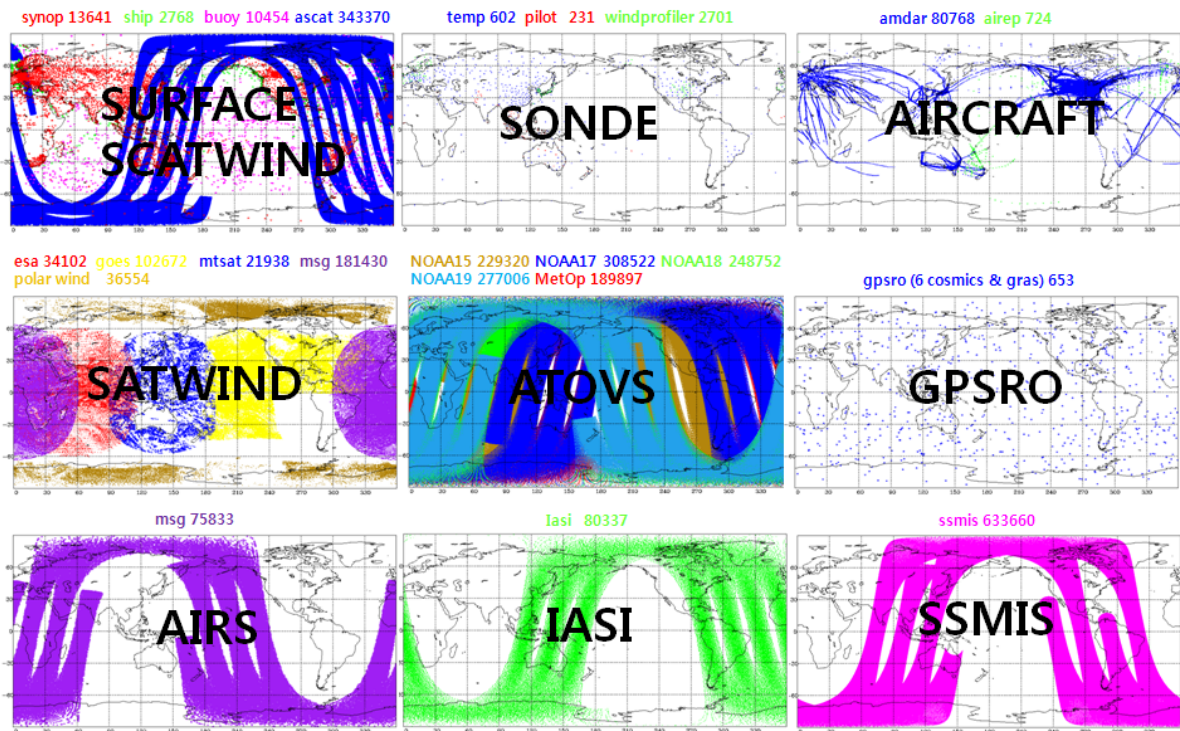 synop 13641 ship 2768 buoy 10454 ascat 343370
temp 602 pilot 231 windprofiler 2701
amdar 80768 airep 724
SURFACE
SCATWIND
SONDE
AIRCRAFT
esa 34102 goes 102672 mtsat 21938 msg 181430
polar wind 36554
NOAA15 229320 NOAA17 308522 NOAA18 248752
NOAA19 277006 MetOp 189897
gpsro (6 cosmics & gras) 653
SATWIND
ATOVS
GPSRO
msg 75833
Iasi 80337
ssmis 633660
AIRS
IASI
SSMIS